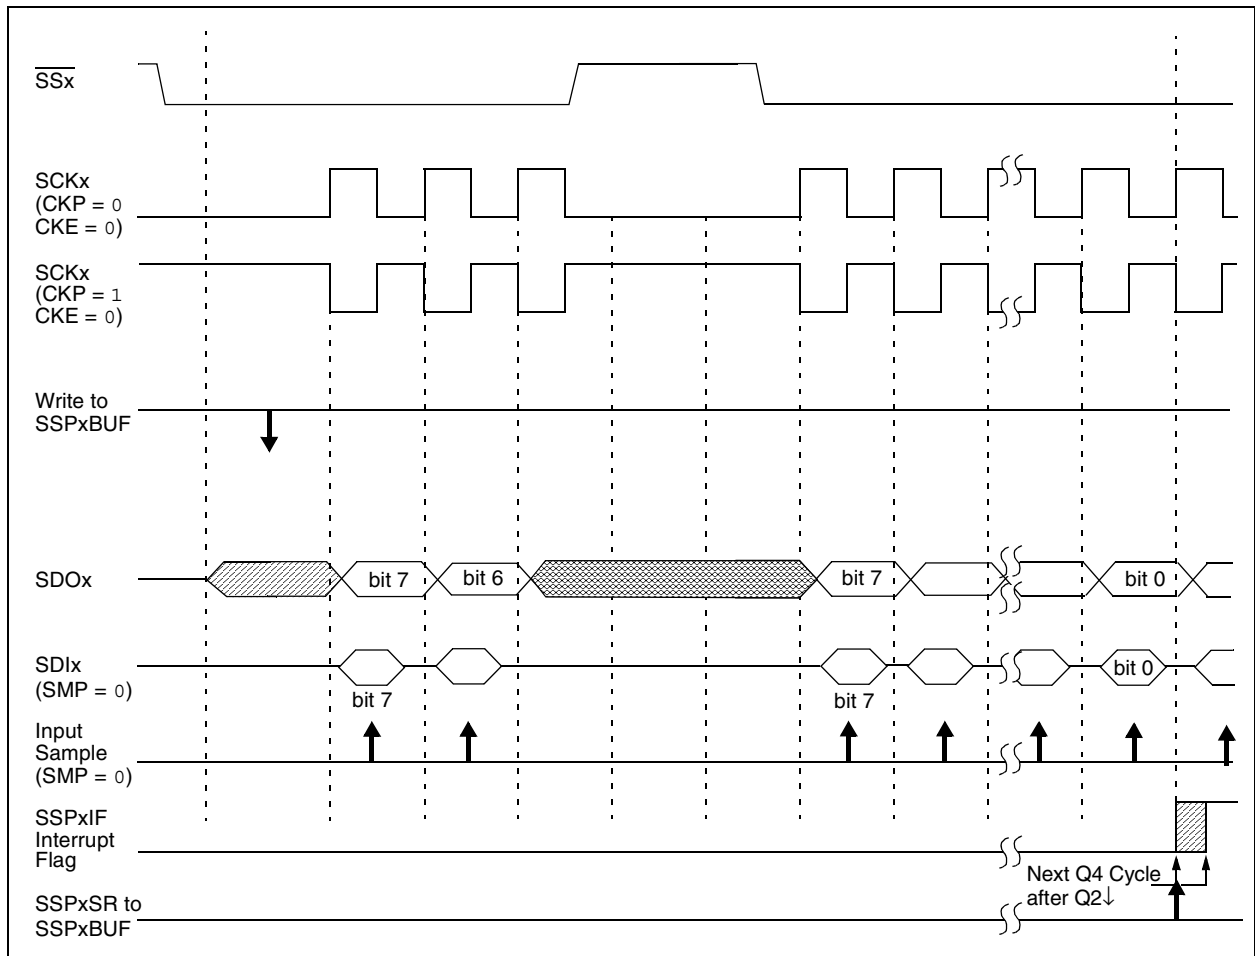 SSx
SCKx
(CKP = 0
CKE = 0)
SCKx
(CKP = 1
CKE = 0)
Write to
SSPxBUF
SDOx
bit 7
bit 6
bit 7
bit 0
SDIx
(SMP = 0)
bit 7
bit 7
bit 0
Input
Sample
(SMP = 0)
SSPxIF
Interrupt
Flag
Next Q4 Cycle
after Q2↓
SSPxSR to
SSPxBUF